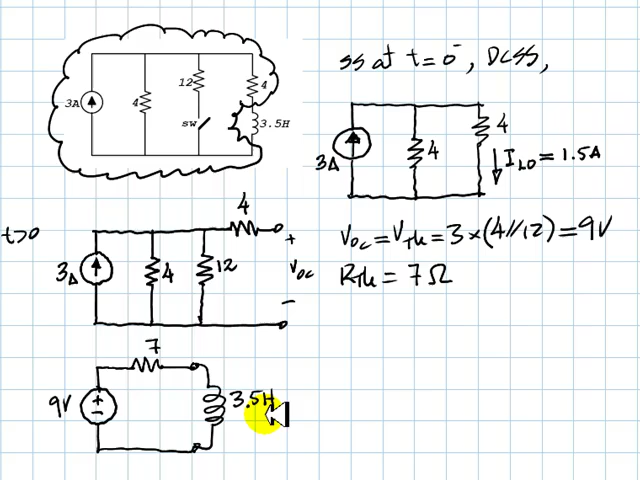 ss at t=0⁻, DCSS,
3A
4
12
sw
4
3.5H
3A
4
4
I_L0 = 1.5A
t>0
3A
4
12
4
+
V_OC
−
V_OC = V_Th = 3×(4//12) = 9V
R_Th = 7Ω
9V
+
−
7
3.5H